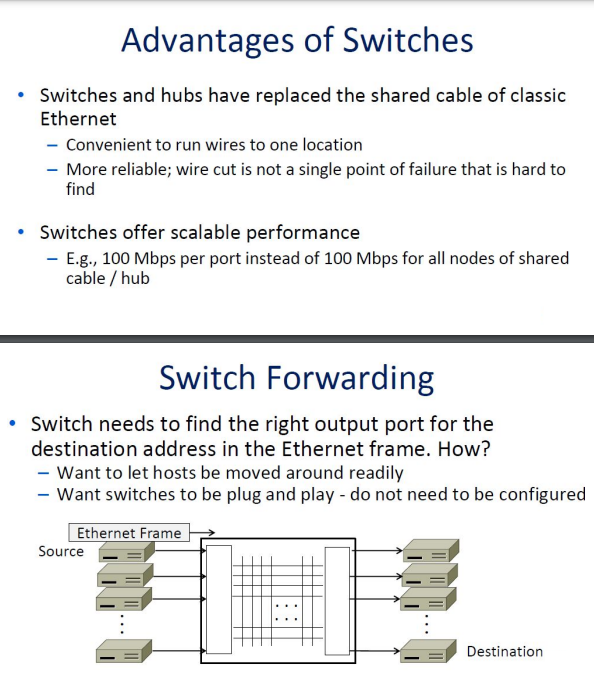 Advantages of Switches
• Switches and hubs have replaced the shared cable of classic
Ethernet
– Convenient to run wires to one location
– More reliable; wire cut is not a single point of failure that is hard to
find
• Switches offer scalable performance
– E.g., 100 Mbps per port instead of 100 Mbps for all nodes of shared
cable / hub
Switch Forwarding
• Switch needs to find the right output port for the
destination address in the Ethernet frame. How?
– Want to let hosts be moved around readily
– Want switches to be plug and play - do not need to be configured
Ethernet Frame
Source
. . .
. . .
Destination